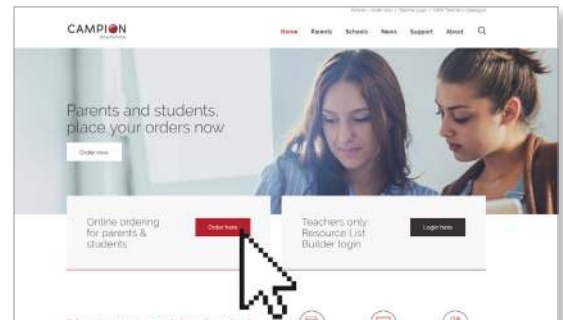 CAMPION
Home Parents Schools News Support About
Parents and students,
place your orders now
Order now
Online ordering
for parents &
students
Order here
Teachers only:
Resource List
Builder login
Login here